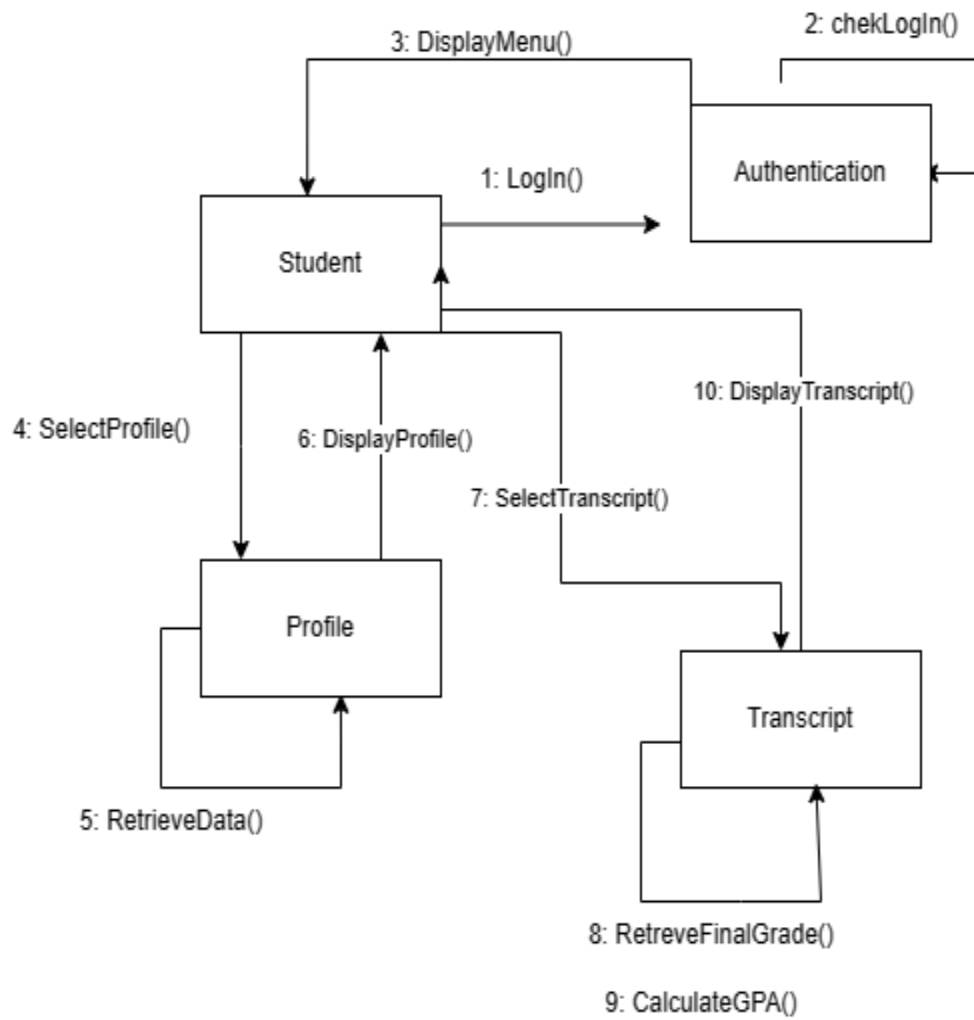 2: chekLogIn()
3: DisplayMenu()
Authentication
1: LogIn()
Student
10: DisplayTranscript()
4: SelectProfile()
6: DisplayProfile()
7: SelectTranscript()
Profile
Transcript
5: RetrieveData()
8: RetreveFinalGrade()
9: CalculateGPA()